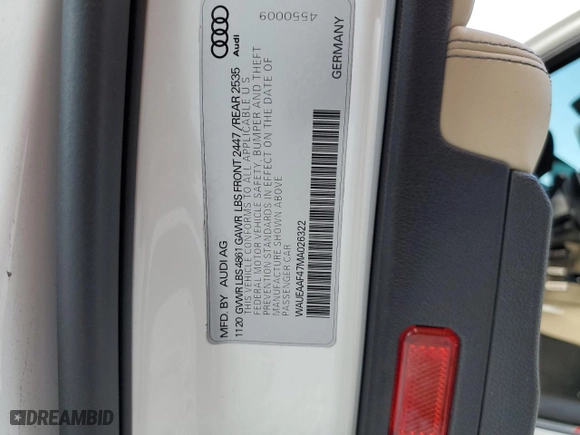 Audi
4550009
MFD. BY AUDI AG
1120 GVWR LBS 4861 GAWR LBS FRONT 2447/REAR 2535
THIS VEHICLE CONFORMS TO ALL APPLICABLE U S
FEDERAL MOTOR VEHICLE SAFETY, BUMPER AND THEFT
PREVENTION STANDARDS IN EFFECT ON THE DATE OF
MANUFACTURE SHOWN ABOVE
PASSENGER CAR
WAUEAAF47MA026322
GERMANY
DREAMBID